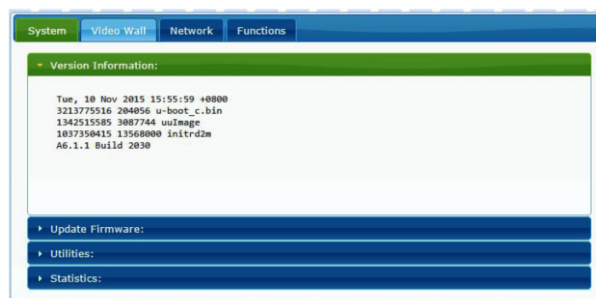 System Video Wall Network Functions
Version Information:
Tue, 10 Nov 2015 15:55:59 +0800
3213775516 204056 u-boot_c.bin
1342515585 3087744 uuImage
1037350415 13568000 initrd2m
A6.1.1 Build 2030
Update Firmware:
Utilities:
Statistics: